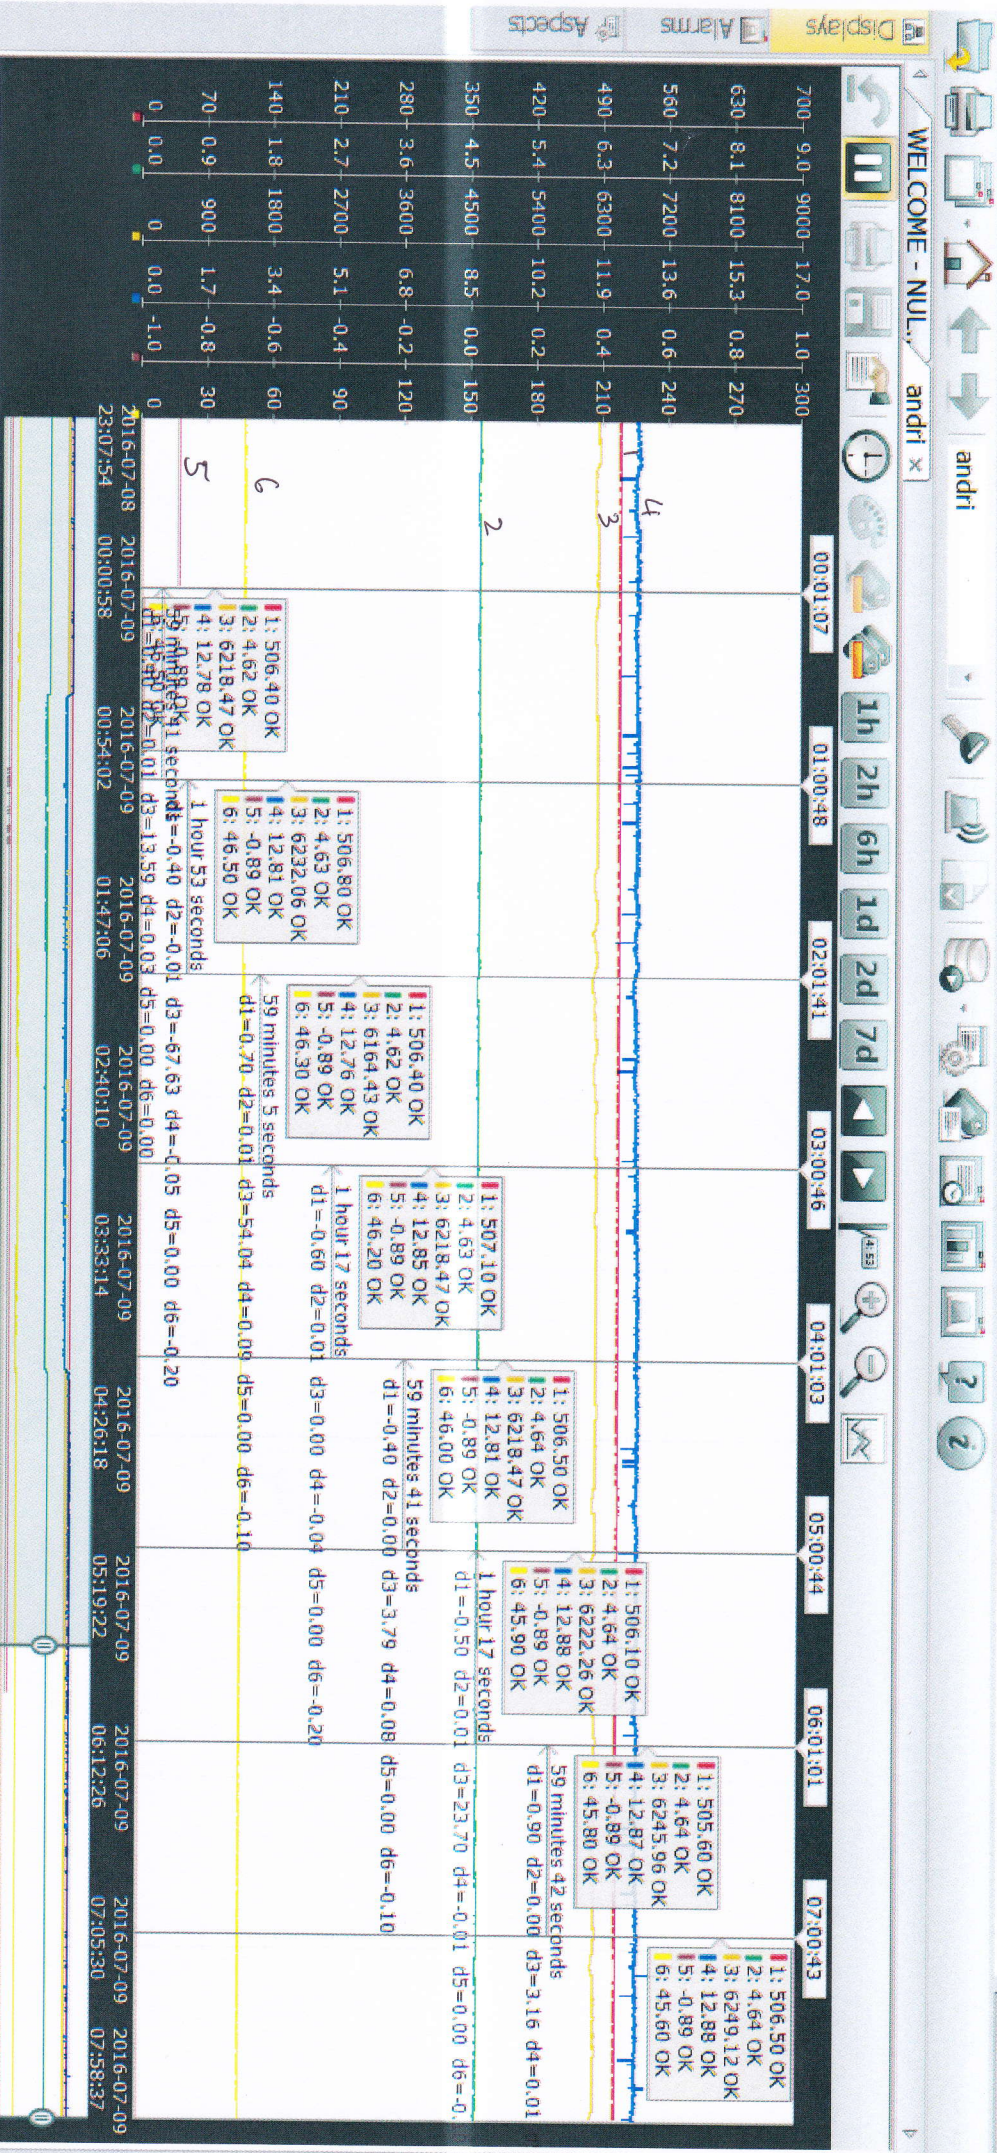 andri
WELCOME - NUL...
andri
1h 2h 6h 1d 2d 7d
4:53
Displays
Alarms
Aspects
00:01:07 01:00:48 02:01:41 03:00:46 04:01:03 05:00:44 06:01:01 07:00:43
700 9.0 9000 17.0 1.0 300
630 8.1 8100 15.3 0.8 270
560 7.2 7200 13.6 0.6 240
490 6.3 6300 11.9 0.4 210
420 5.4 5400 10.2 0.2 180
350 4.5 4500 8.5 0.0 150
280 3.6 3600 6.8 -0.2 120
210 2.7 2700 5.1 -0.4 90
140 1.8 1800 3.4 -0.6 60
70 0.9 900 1.7 -0.8 30
0 0.0 0 0.0 -1.0 0
4
3
2
6
5
1: 506.40 OK
2: 4.62 OK
3: 6218.47 OK
4: 12.78 OK
59 minutes 41 seconds
d2=0.01 d3=13.59 d4=0.03 d5=0.00 d6=0.00
1: 506.80 OK
2: 4.63 OK
3: 6232.06 OK
4: 12.81 OK
5: -0.89 OK
6: 46.50 OK
1 hour 53 seconds
d1=-0.40 d2=-0.01 d3=-67.63 d4=-0.05 d5=0.00 d6=-0.20
1: 506.40 OK
2: 4.62 OK
3: 6164.43 OK
4: 12.76 OK
5: -0.89 OK
6: 46.30 OK
59 minutes 5 seconds
d1=0.70 d2=0.01 d3=54.04 d4=0.09 d5=0.00 d6=-0.10
1: 507.10 OK
2: 4.63 OK
3: 6218.47 OK
4: 12.85 OK
5: -0.89 OK
6: 46.20 OK
1 hour 17 seconds
d1=-0.60 d2=0.01 d3=0.00 d4=-0.04 d5=0.00 d6=-0.20
1: 506.50 OK
2: 4.64 OK
3: 6218.47 OK
4: 12.81 OK
5: -0.89 OK
6: 46.00 OK
59 minutes 41 seconds
d1=-0.40 d2=0.00 d3=3.79 d4=0.08 d5=0.00 d6=-0.10
1: 506.10 OK
2: 4.64 OK
3: 6222.26 OK
4: 12.88 OK
5: -0.89 OK
6: 45.90 OK
1 hour 17 seconds
d1=-0.50 d2=0.01 d3=23.70 d4=-0.01 d5=0.00 d6=-0.
1: 505.60 OK
2: 4.64 OK
3: 6245.96 OK
4: 12.87 OK
5: -0.89 OK
6: 45.80 OK
59 minutes 42 seconds
d1=0.90 d2=0.00 d3=3.16 d4=0.01
1: 506.50 OK
2: 4.64 OK
3: 6249.12 OK
4: 12.88 OK
5: -0.89 OK
6: 45.60 OK
2016-07-08 2016-07-09 2016-07-09 2016-07-09 2016-07-09 2016-07-09 2016-07-09 2016-07-09 2016-07-09 2016-07-09 2016-07-09
23:07:54 00:00:58 00:54:02 01:47:06 02:40:10 03:33:14 04:26:18 05:19:22 06:12:26 07:05:30 07:58:37